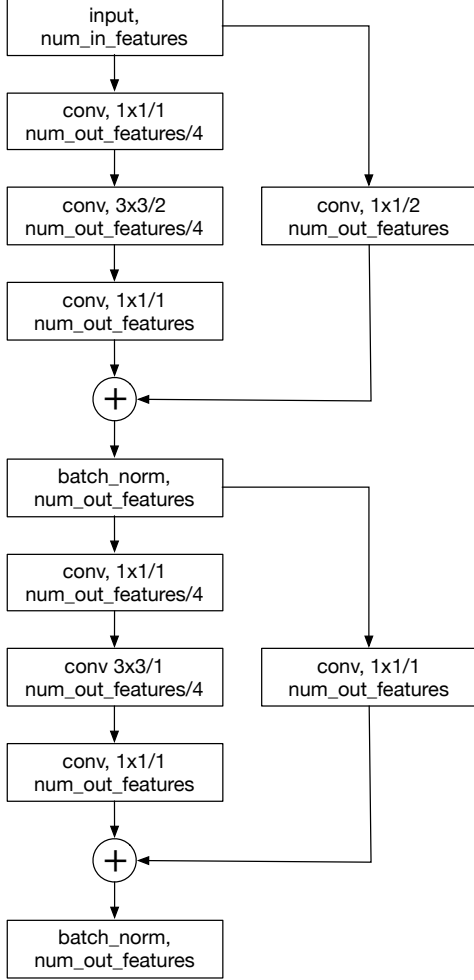 input,
num_in_features
conv, 1x1/1
num_out_features/4
conv, 3x3/2
num_out_features/4
conv, 1x1/2
num_out_features
conv, 1x1/1
num_out_features
+
batch_norm,
num_out_features
conv, 1x1/1
num_out_features/4
conv 3x3/1
num_out_features/4
conv, 1x1/1
num_out_features
conv, 1x1/1
num_out_features
+
batch_norm,
num_out_features